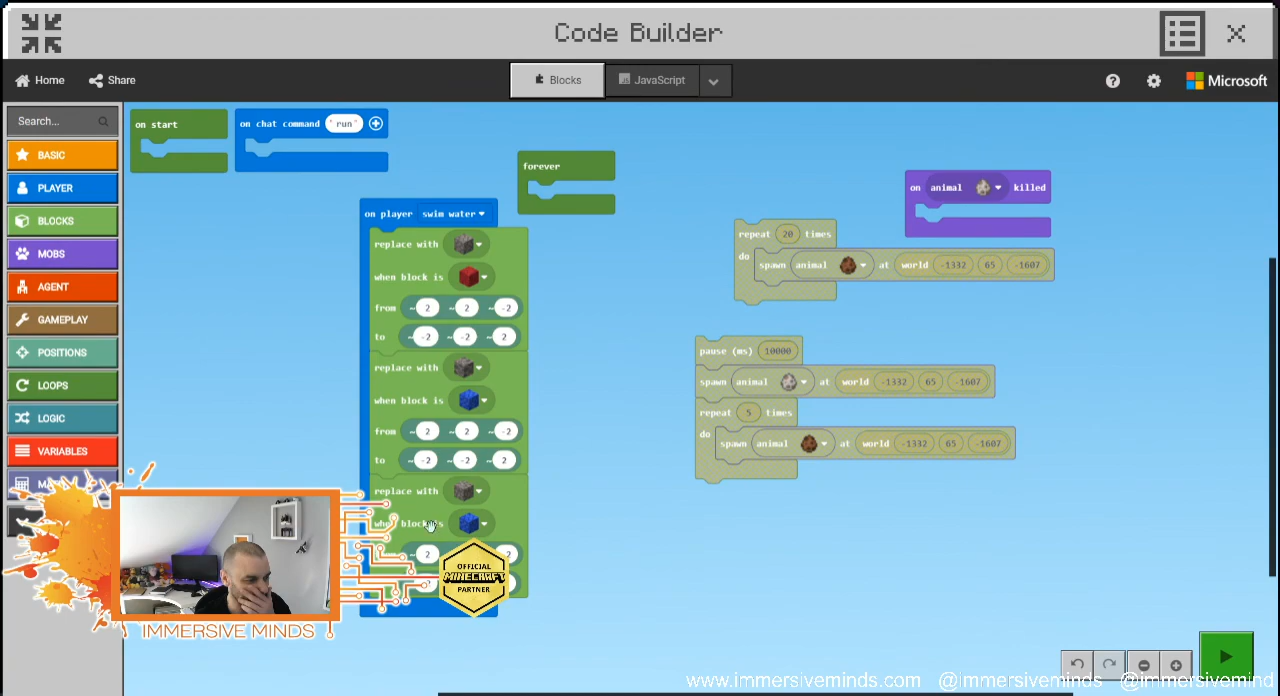 Code Builder
Home
Share
Blocks
JavaScript
Microsoft
Search...
BASIC
PLAYER
BLOCKS
MOBS
AGENT
GAMEPLAY
POSITIONS
LOOPS
LOGIC
VARIABLES
on start
on chat command "run"
forever
on player swim water
replace with
when block is
from ~2 ~2 ~-2
to ~-2 ~-2 ~2
replace with
when block is
from ~2 ~2 ~-2
to ~-2 ~-2 ~2
replace with
when block is
~2
on animal killed
repeat 20 times
do spawn animal at world -1332 65 -1607
pause (ms) 10000
spawn animal at world -1332 65 -1607
repeat 5 times
do spawn animal at world -1332 65 -1607
OFFICIAL
MINECRAFT
PARTNER
IMMERSIVE MINDS
www.immersiveminds.com @immersiveminds @immersivemind